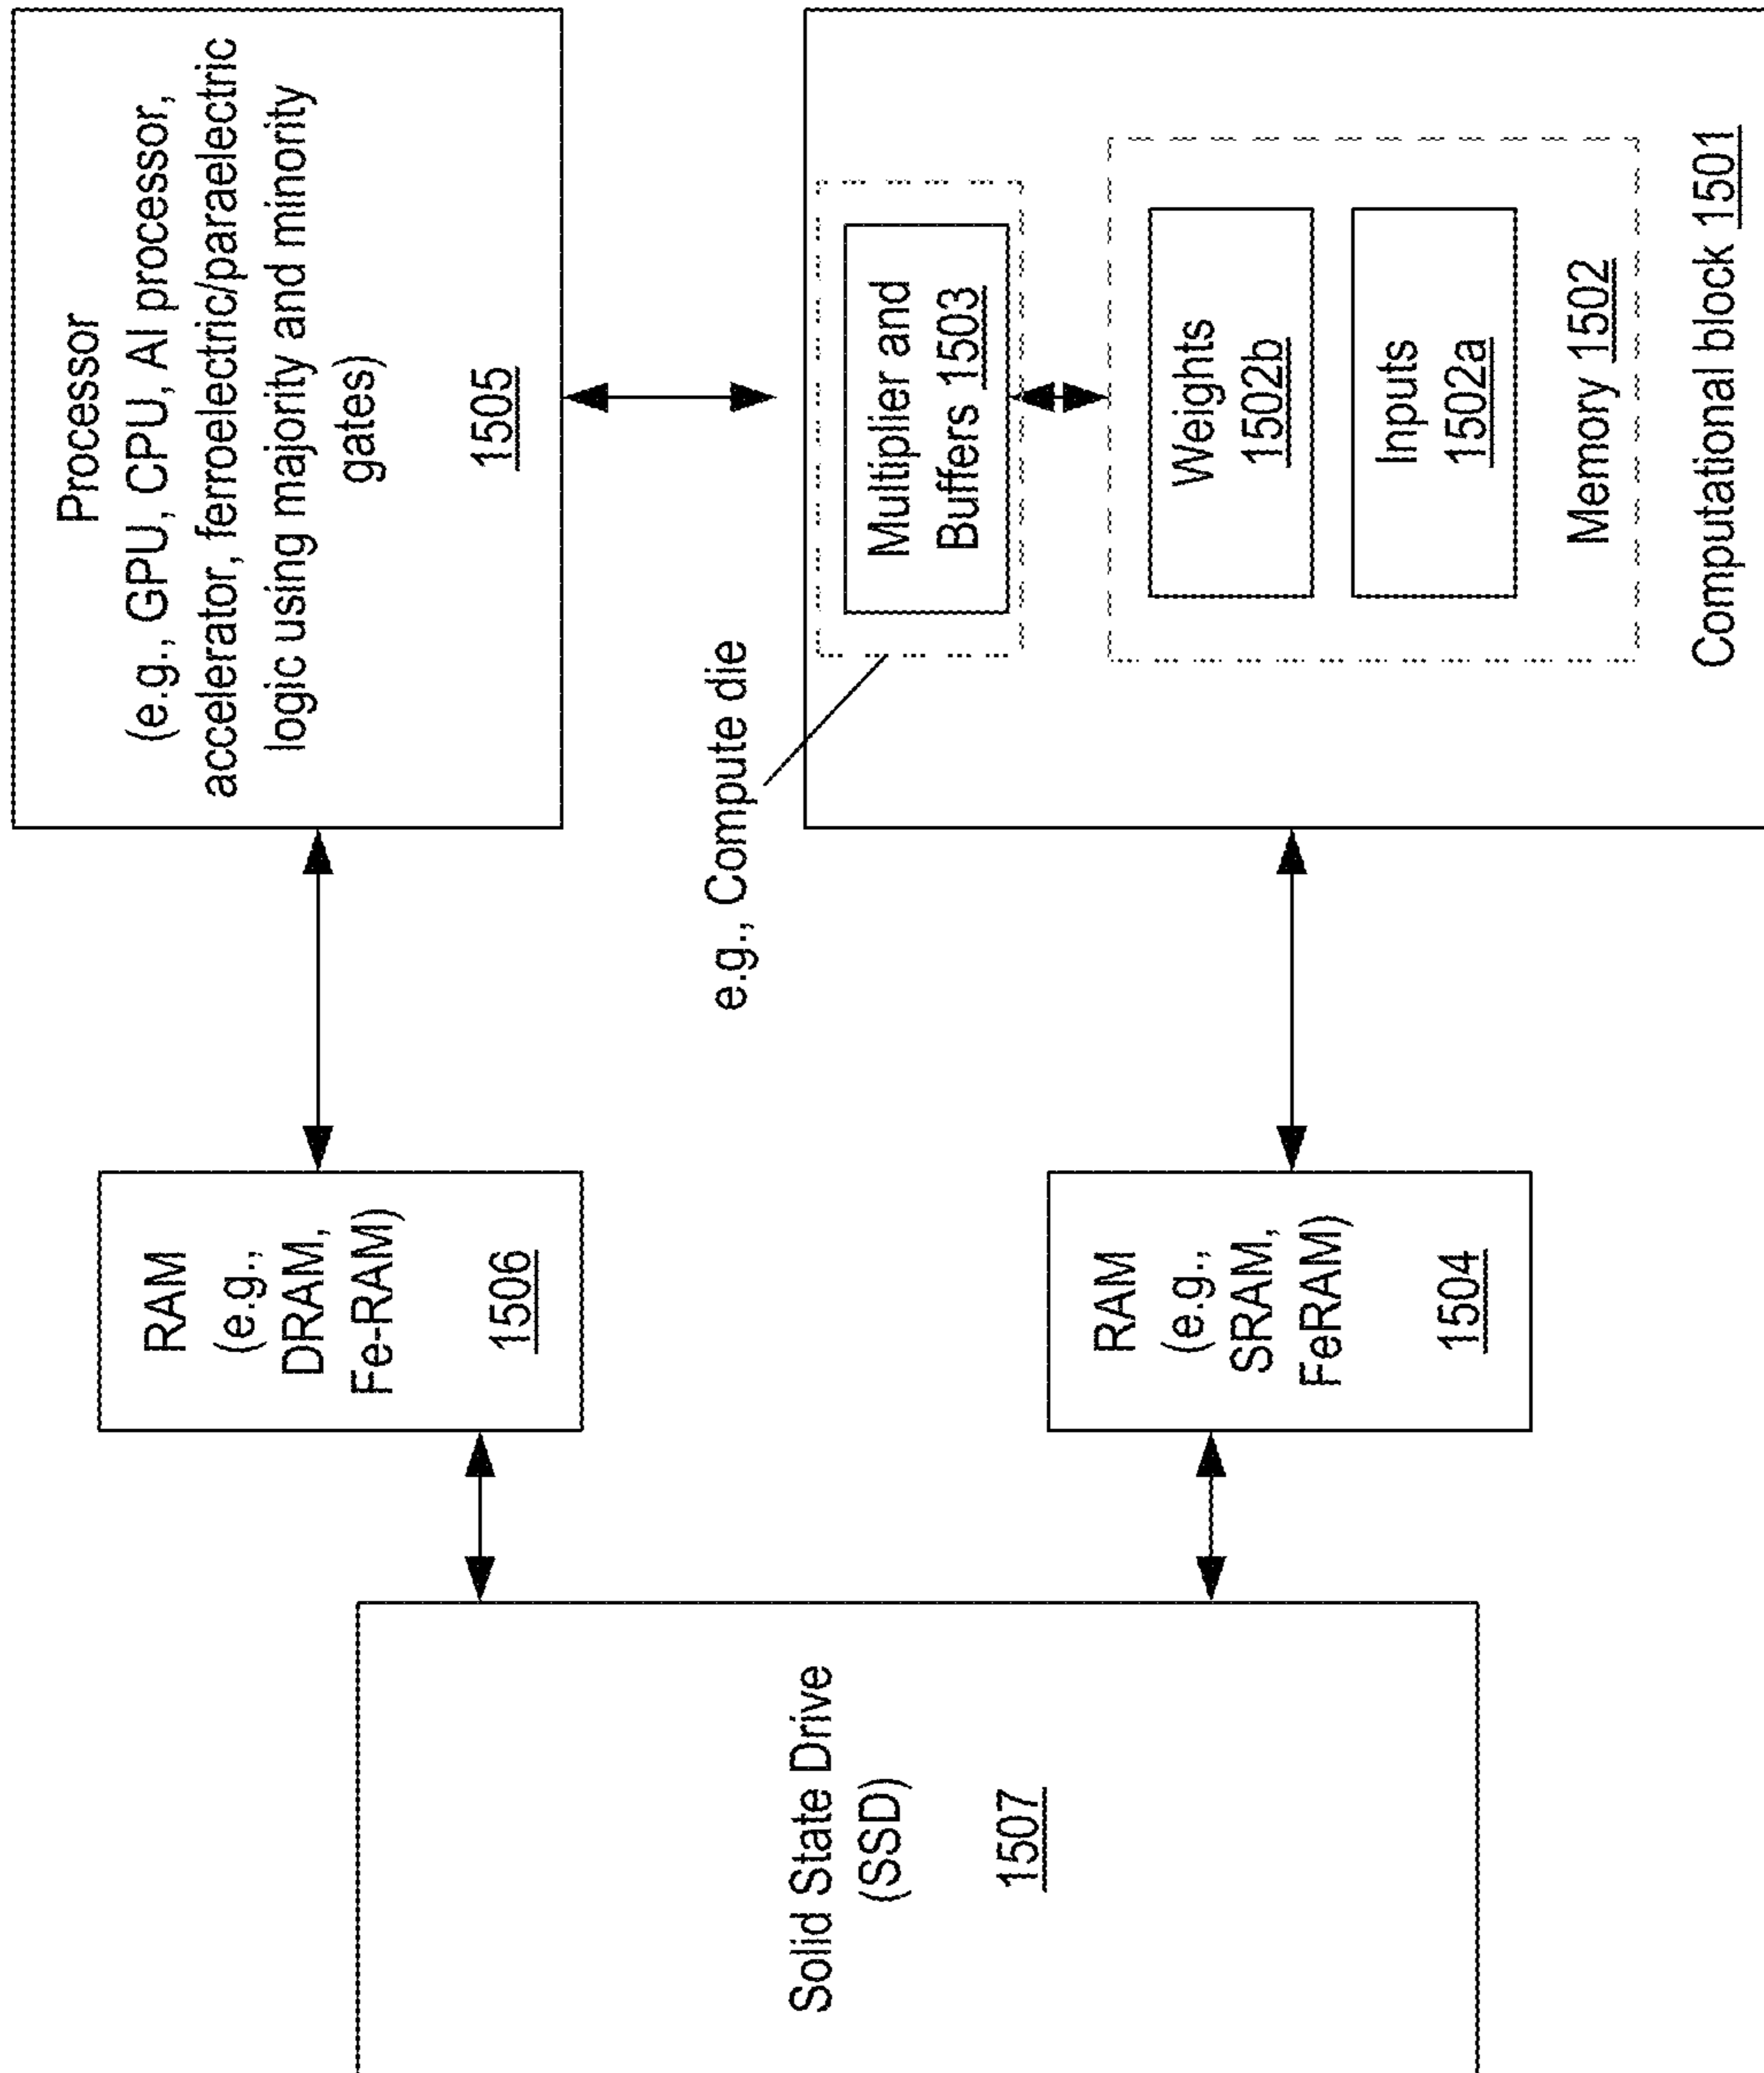 Processor
(e.g., GPU, CPU, AI processor,
accelerator, ferroelectric/paraelectric
logic using majority and minority
gates)
1505
RAM
(e.g.,
DRAM,
Fe-RAM)
1506
Solid State Drive
(SSD)
1507
e.g., Compute die
Multiplier and
Buffers 1503
Weights
1502b
Inputs
1502a
Memory 1502
Computational block 1501
RAM
(e.g.,
SRAM,
FeRAM)
1504